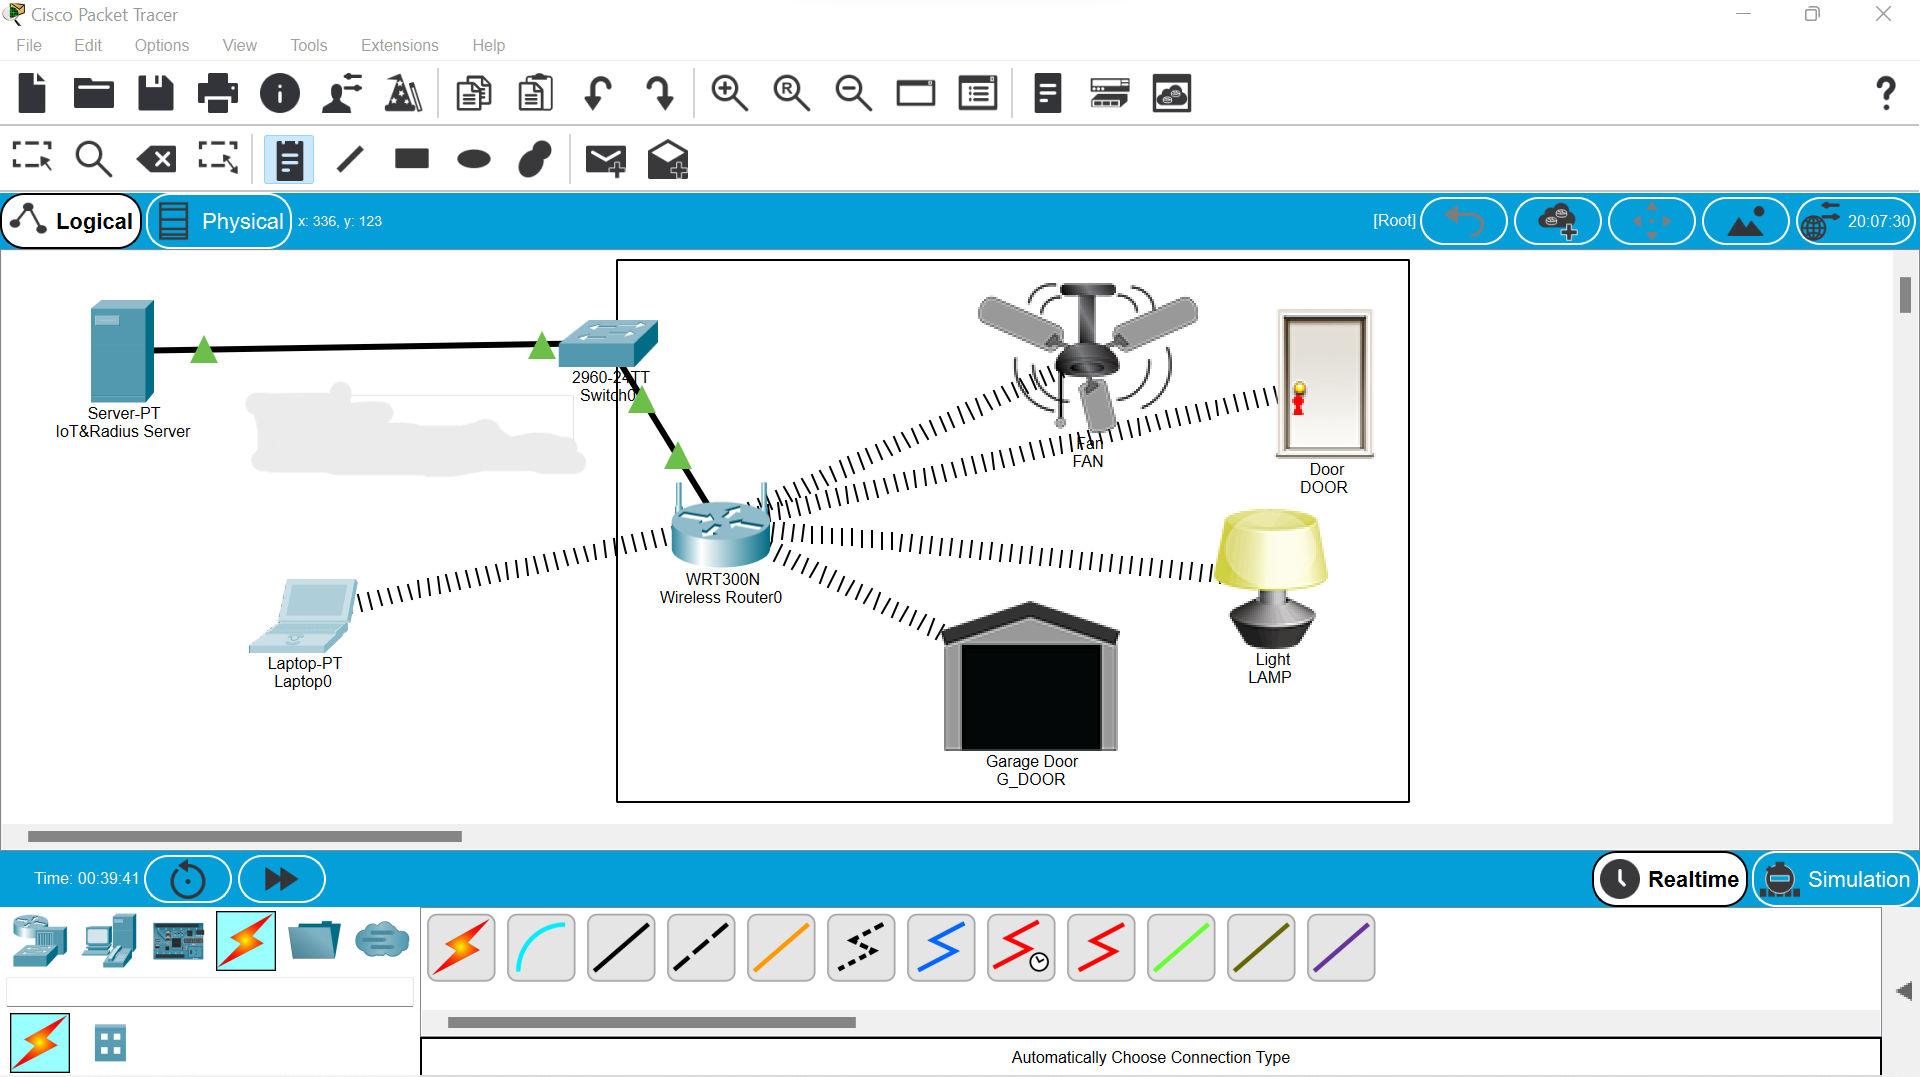 Cisco Packet Tracer
File Edit Options View Tools Extensions Help
R
?
Logical
Physical
x: 336, y: 123
[Root]
20:07:30
Server-PT
IoT&Radius Server
2960-24TT
Switch0
Fan
FAN
Door
DOOR
WRT300N
Wireless Router0
Laptop-PT
Laptop0
Light
LAMP
Garage Door
G_DOOR
Time: 00:39:41
Realtime
Simulation
Automatically Choose Connection Type